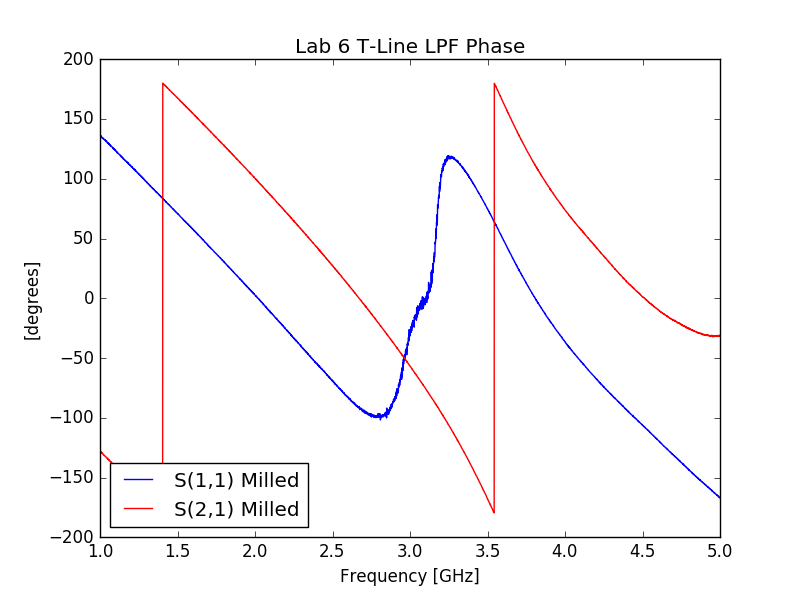 Lab 6 T-Line LPF Phase
200
150
100
50
0
−50
−100
−150
−200
[degrees]
S(1,1) Milled
S(2,1) Milled
1.0 1.5 2.0 2.5 3.0 3.5 4.0 4.5 5.0
Frequency [GHz]